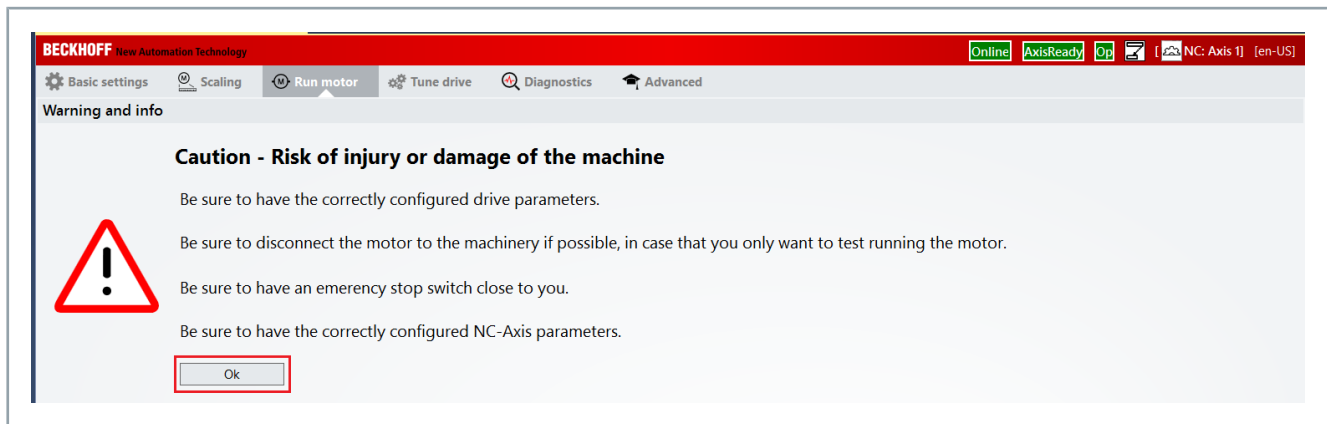 BECKHOFF New Automation Technology Online AxisReady Op [ NC: Axis 1] [en-US]
Basic settings Scaling Run motor Tune drive Diagnostics Advanced
Warning and info
Caution - Risk of injury or damage of the machine
Be sure to have the correctly configured drive parameters.
Be sure to disconnect the motor to the machinery if possible, in case that you only want to test running the motor.
Be sure to have an emerency stop switch close to you.
Be sure to have the correctly configured NC-Axis parameters.
Ok